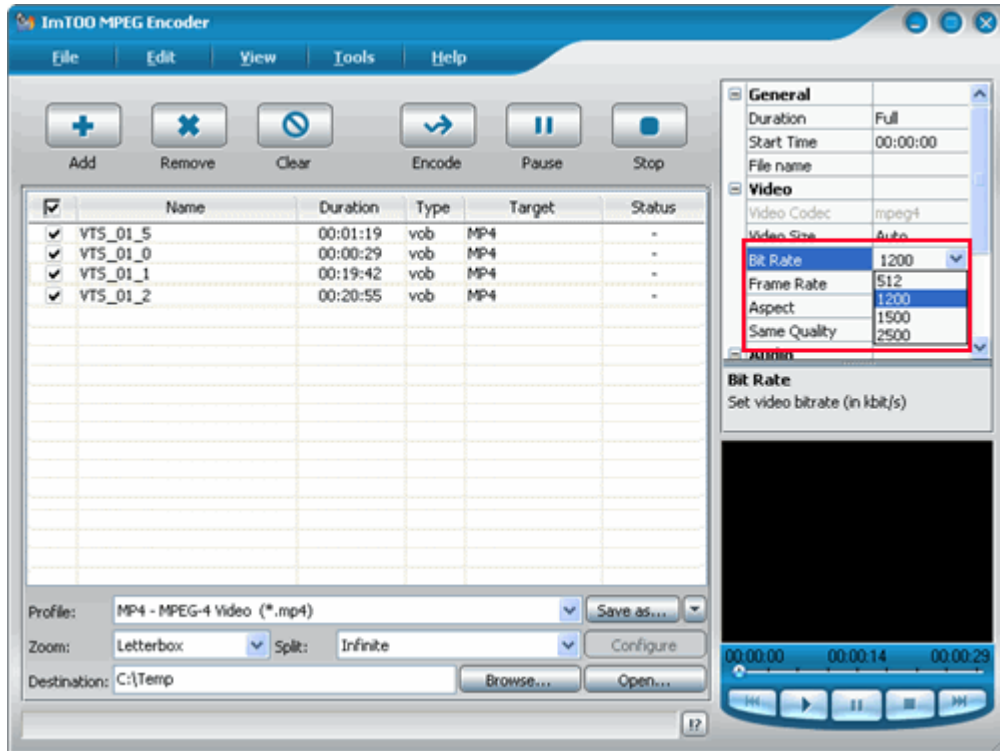 ImTOO MPEG Encoder
File Edit View Tools Help
Add Remove Clear Encode Pause Stop
Name Duration Type Target Status
VTS_01_5 00:01:19 vob MP4 -
VTS_01_0 00:00:29 vob MP4 -
VTS_01_1 00:19:42 vob MP4 -
VTS_01_2 00:20:55 vob MP4 -
Profile: MP4 - MPEG-4 Video (*.mp4) Save as...
Zoom: Letterbox Split: Infinite Configure
Destination: C:\Temp Browse... Open...
!?
General
Duration Full
Start Time 00:00:00
File name
Video
Video Codec mpeg4
Video Size Auto
Bit Rate 1200
Frame Rate 512
1200
Aspect 1500
Same Quality 2500
Audio
Bit Rate
Set video bitrate (in kbit/s)
00:00:00 00:00:14 00:00:29